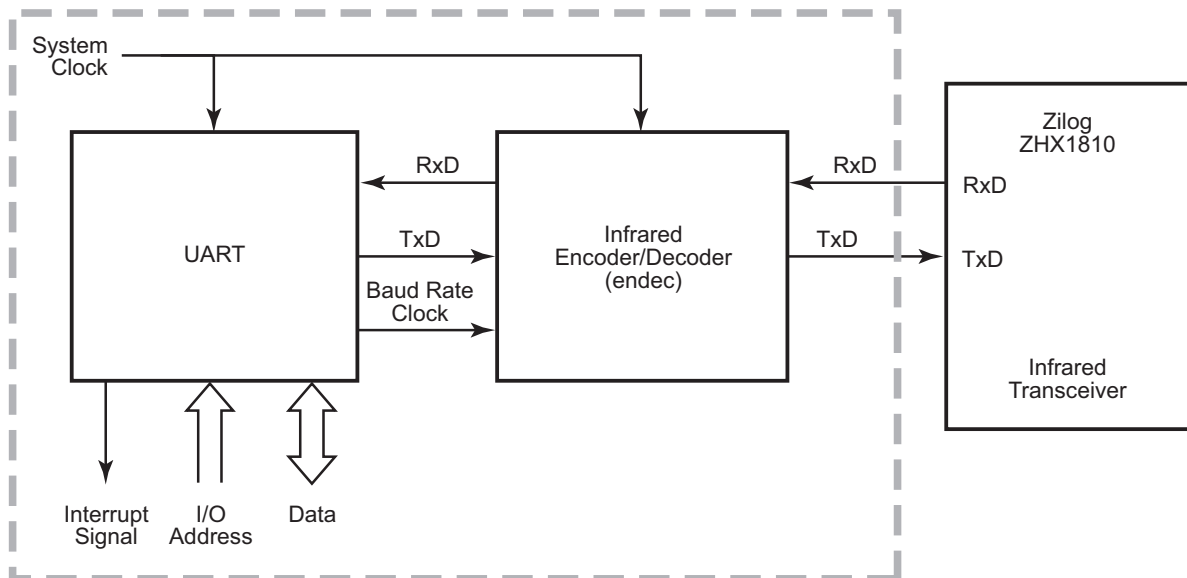 System
Clock
Zilog
ZHX1810
RxD
RxD
RxD
UART
TxD
Infrared
Encoder/Decoder
(endec)
TxD
TxD
Baud Rate
Clock
Infrared
Transceiver
Interrupt
Signal
I/O
Address
Data